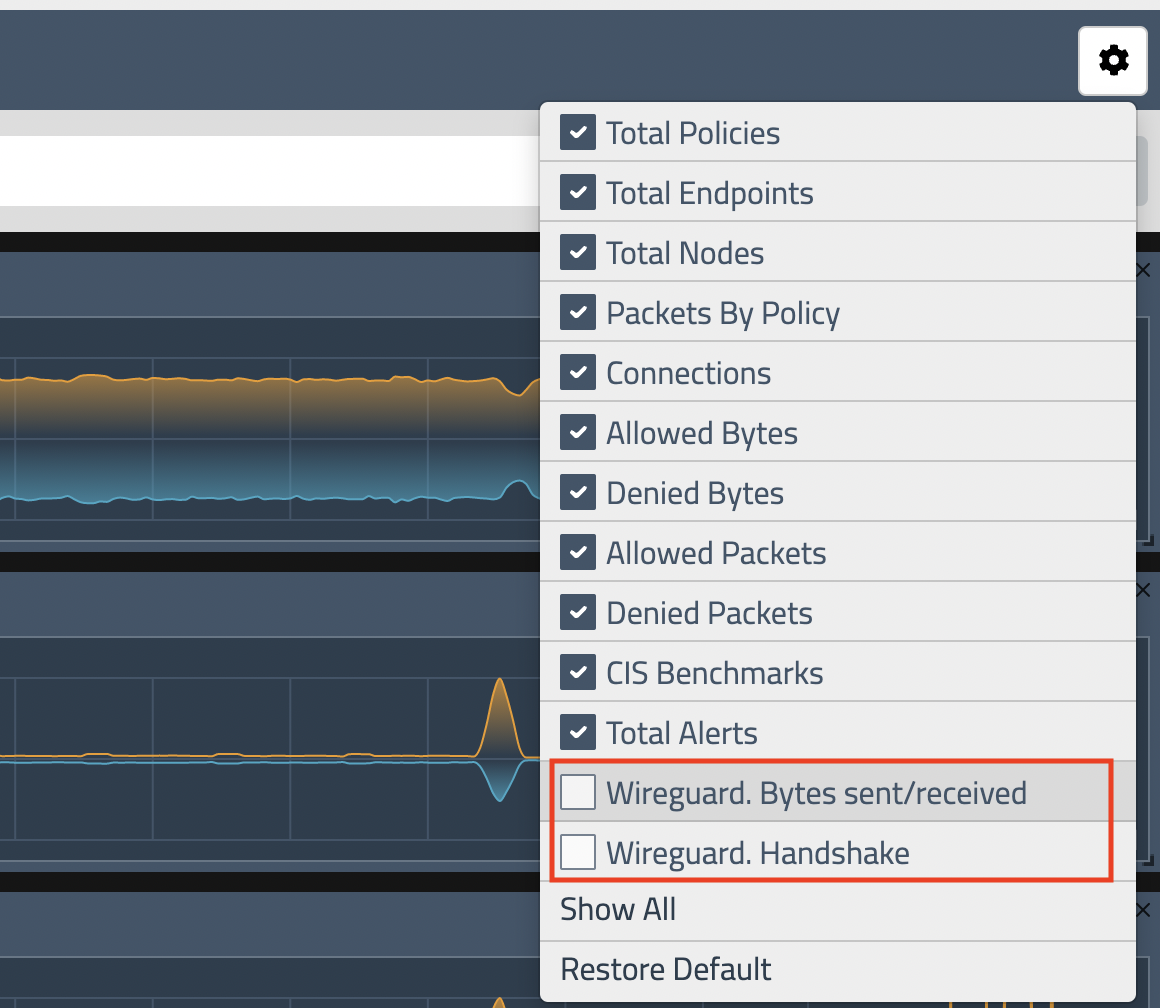 Total Policies
Total Endpoints
Total Nodes
Packets By Policy
Connections
Allowed Bytes
Denied Bytes
Allowed Packets
Denied Packets
CIS Benchmarks
Total Alerts
Wireguard. Bytes sent/received
Wireguard. Handshake
Show All
Restore Default